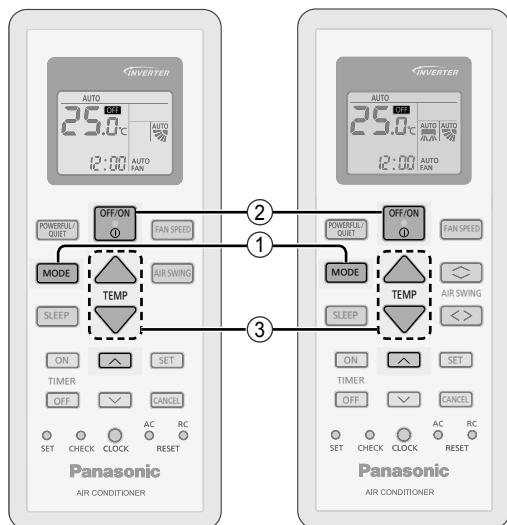 INVERTER
AUTO
OFF
25.0°C
AUTO
12:00 AUTO FAN
POWERFUL/
QUIET
OFF/ON
FAN SPEED
MODE
TEMP
AIR SWING
SLEEP
ON
SET
TIMER
OFF
CANCEL
SET
CHECK
CLOCK
AC
RC
RESET
Panasonic
AIR CONDITIONER
2
1
3
INVERTER
AUTO
OFF
25.0°C
AUTO AUTO
12:00 AUTO FAN
POWERFUL/
QUIET
OFF/ON
FAN SPEED
MODE
TEMP
AIR SWING
SLEEP
ON
SET
TIMER
OFF
CANCEL
SET
CHECK
CLOCK
AC
RC
RESET
Panasonic
AIR CONDITIONER